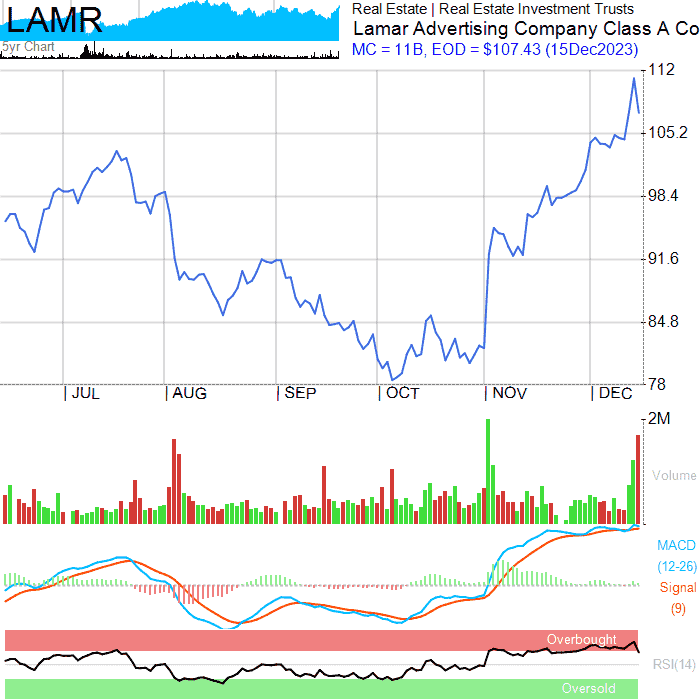 LAMR
5yr Chart
Real Estate | Real Estate Investment Trusts
Lamar Advertising Company Class A Co
MC = 11B, EOD = $107.43 (15Dec2023)
112
105.2
98.4
91.6
84.8
78
| JUL | AUG | SEP | OCT | NOV | DEC
2M
Volume
MACD
(12-26)
Signal
(9)
Overbought
RSI(14)
Oversold